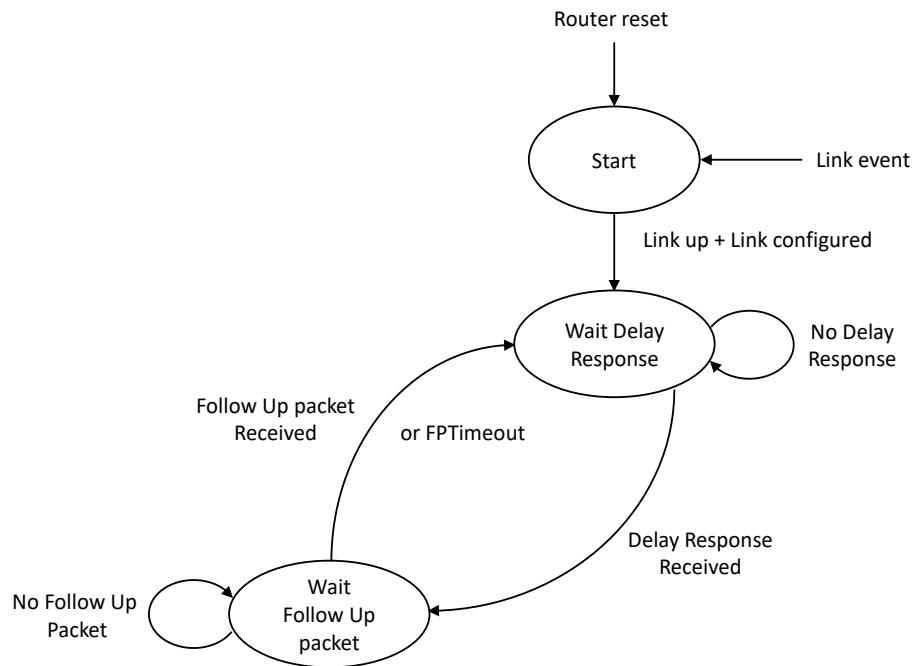 Router reset
Start
Link event
Link up + Link configured
Wait Delay
Response
No Delay
Response
Follow Up packet
Received
or FPTimeout
Delay Response
Received
No Follow Up
Packet
Wait
Follow Up
packet